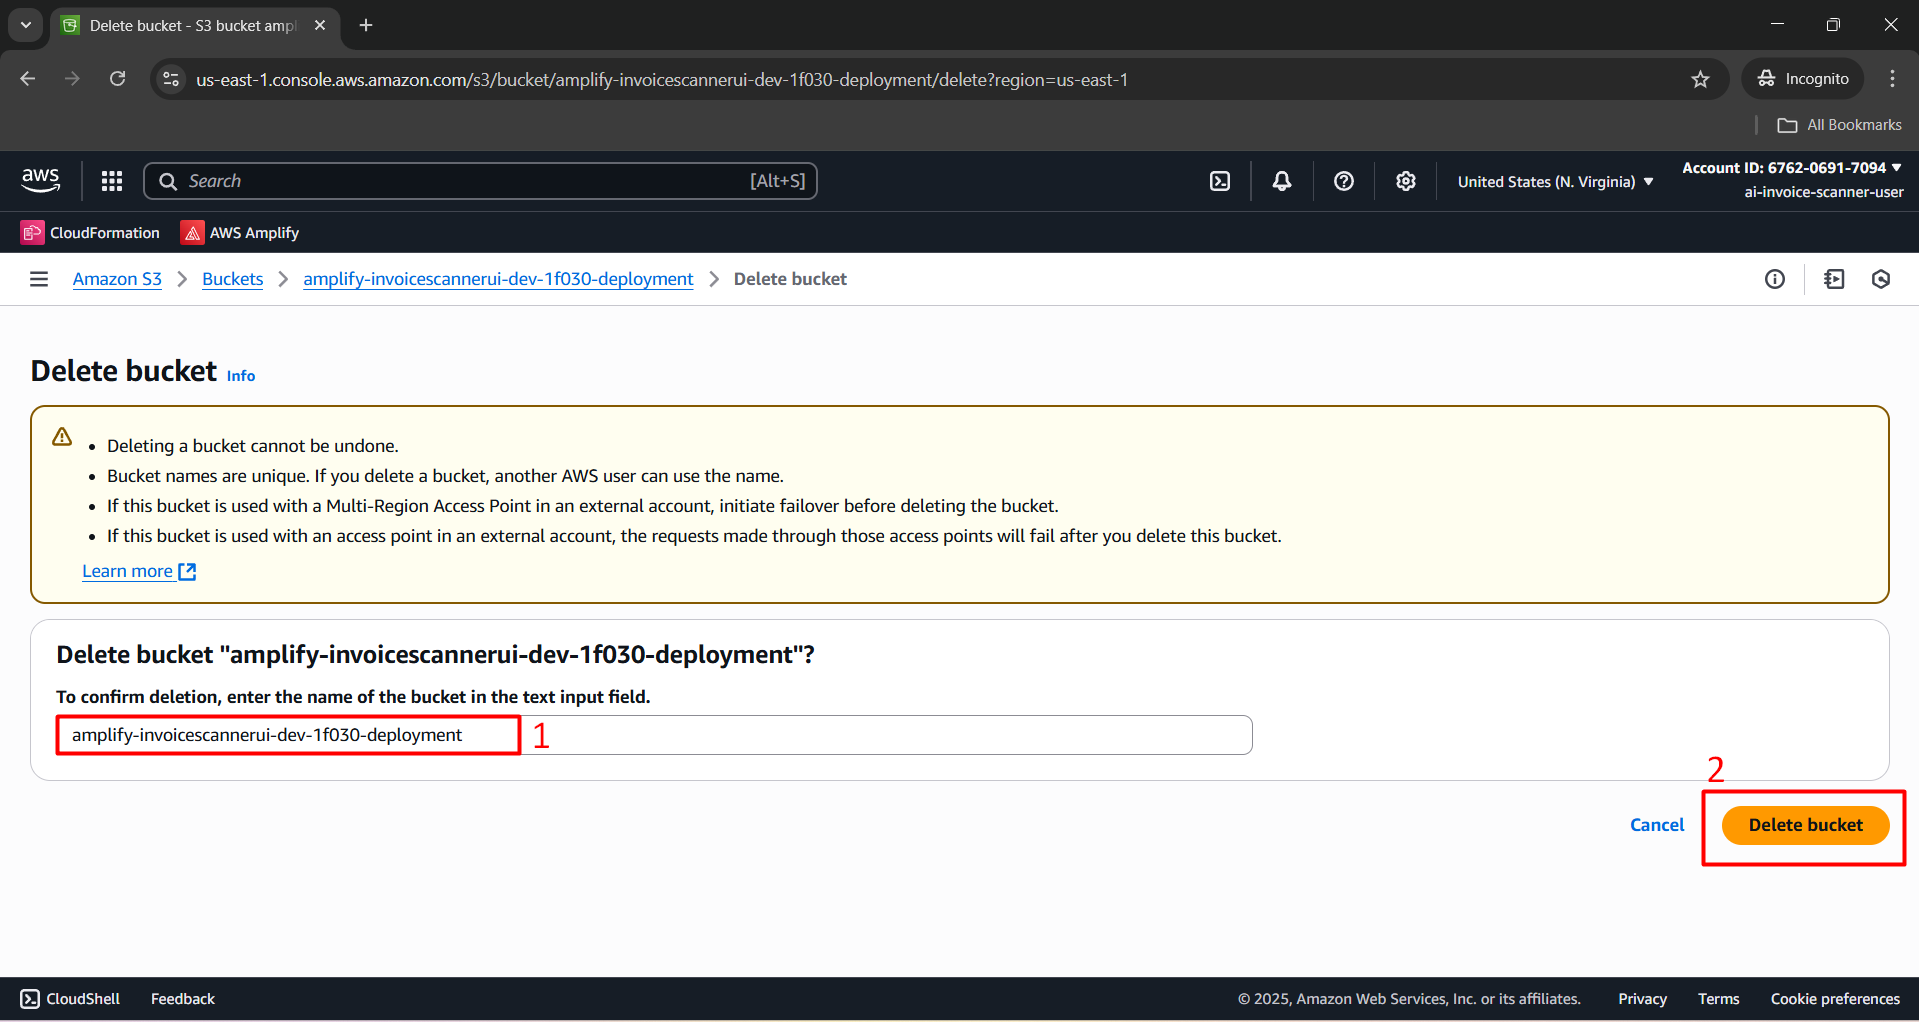 Delete bucket - S3 bucket ampl
us-east-1.console.aws.amazon.com/s3/bucket/amplify-invoicescannerui-dev-1f030-deployment/delete?region=us-east-1
Incognito
All Bookmarks
aws
Search
[Alt+S]
United States (N. Virginia)
Account ID: 6762-0691-7094
ai-invoice-scanner-user
CloudFormation
AWS Amplify
Amazon S3
Buckets
amplify-invoicescannerui-dev-1f030-deployment
Delete bucket
Delete bucket Info
Deleting a bucket cannot be undone.
Bucket names are unique. If you delete a bucket, another AWS user can use the name.
If this bucket is used with a Multi-Region Access Point in an external account, initiate failover before deleting the bucket.
If this bucket is used with an access point in an external account, the requests made through those access points will fail after you delete this bucket.
Learn more
Delete bucket "amplify-invoicescannerui-dev-1f030-deployment"?
To confirm deletion, enter the name of the bucket in the text input field.
amplify-invoicescannerui-dev-1f030-deployment 1
2
Cancel
Delete bucket
CloudShell
Feedback
© 2025, Amazon Web Services, Inc. or its affiliates.
Privacy
Terms
Cookie preferences